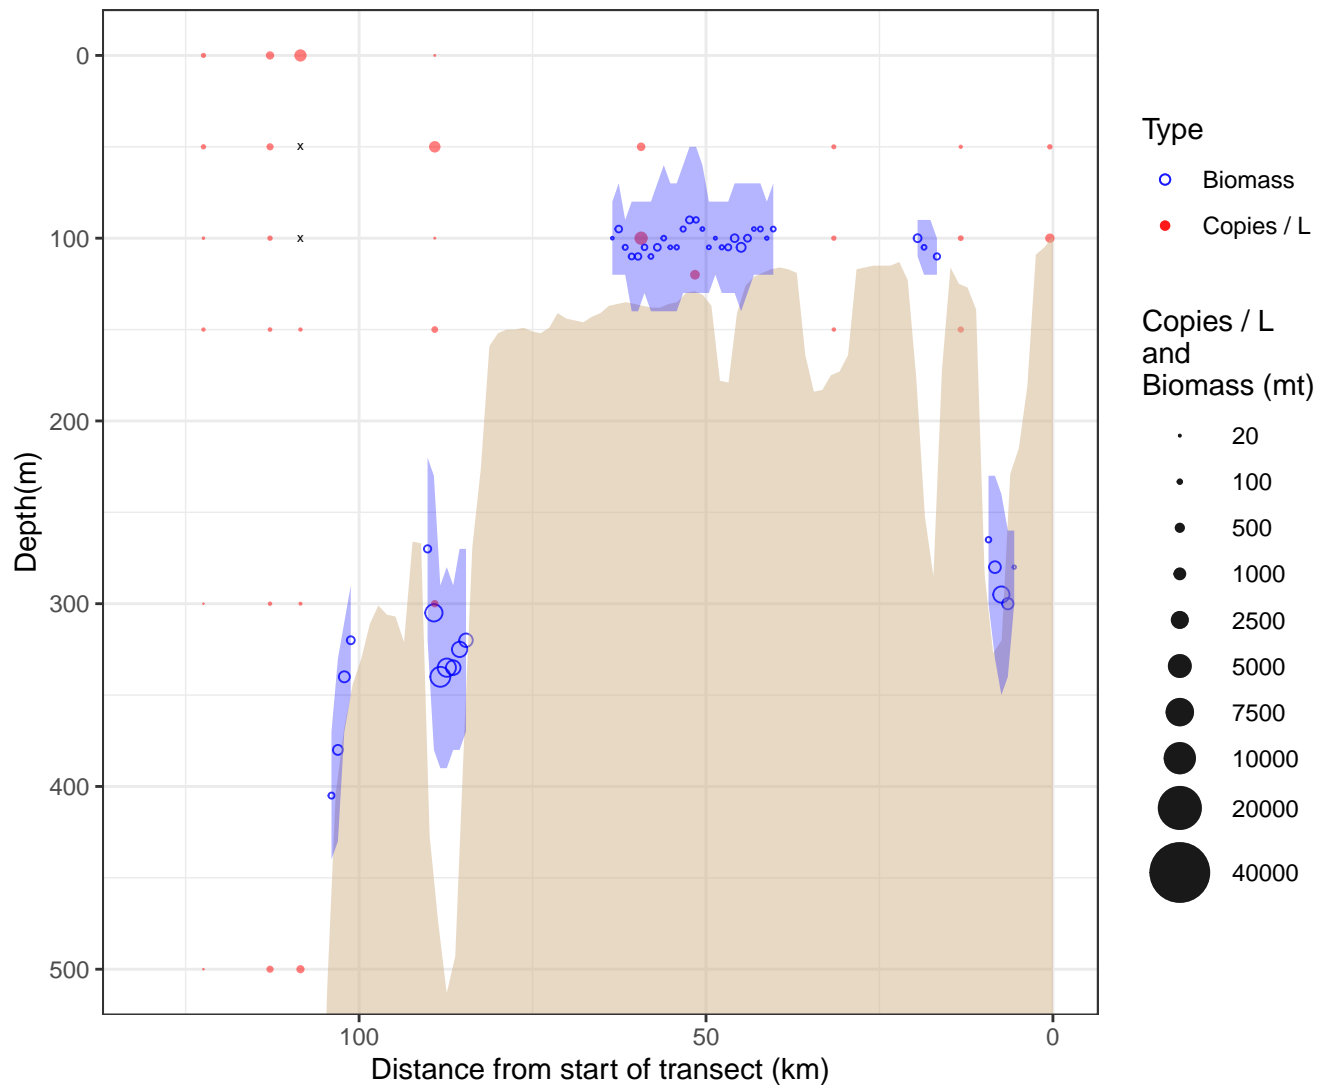 0
100
200
300
400
500
Depth(m)
x
x
100
50
0
Distance from start of transect (km)
Type
Biomass
Copies / L
Copies / L
and
Biomass (mt)
20
100
500
1000
2500
5000
7500
10000
20000
40000